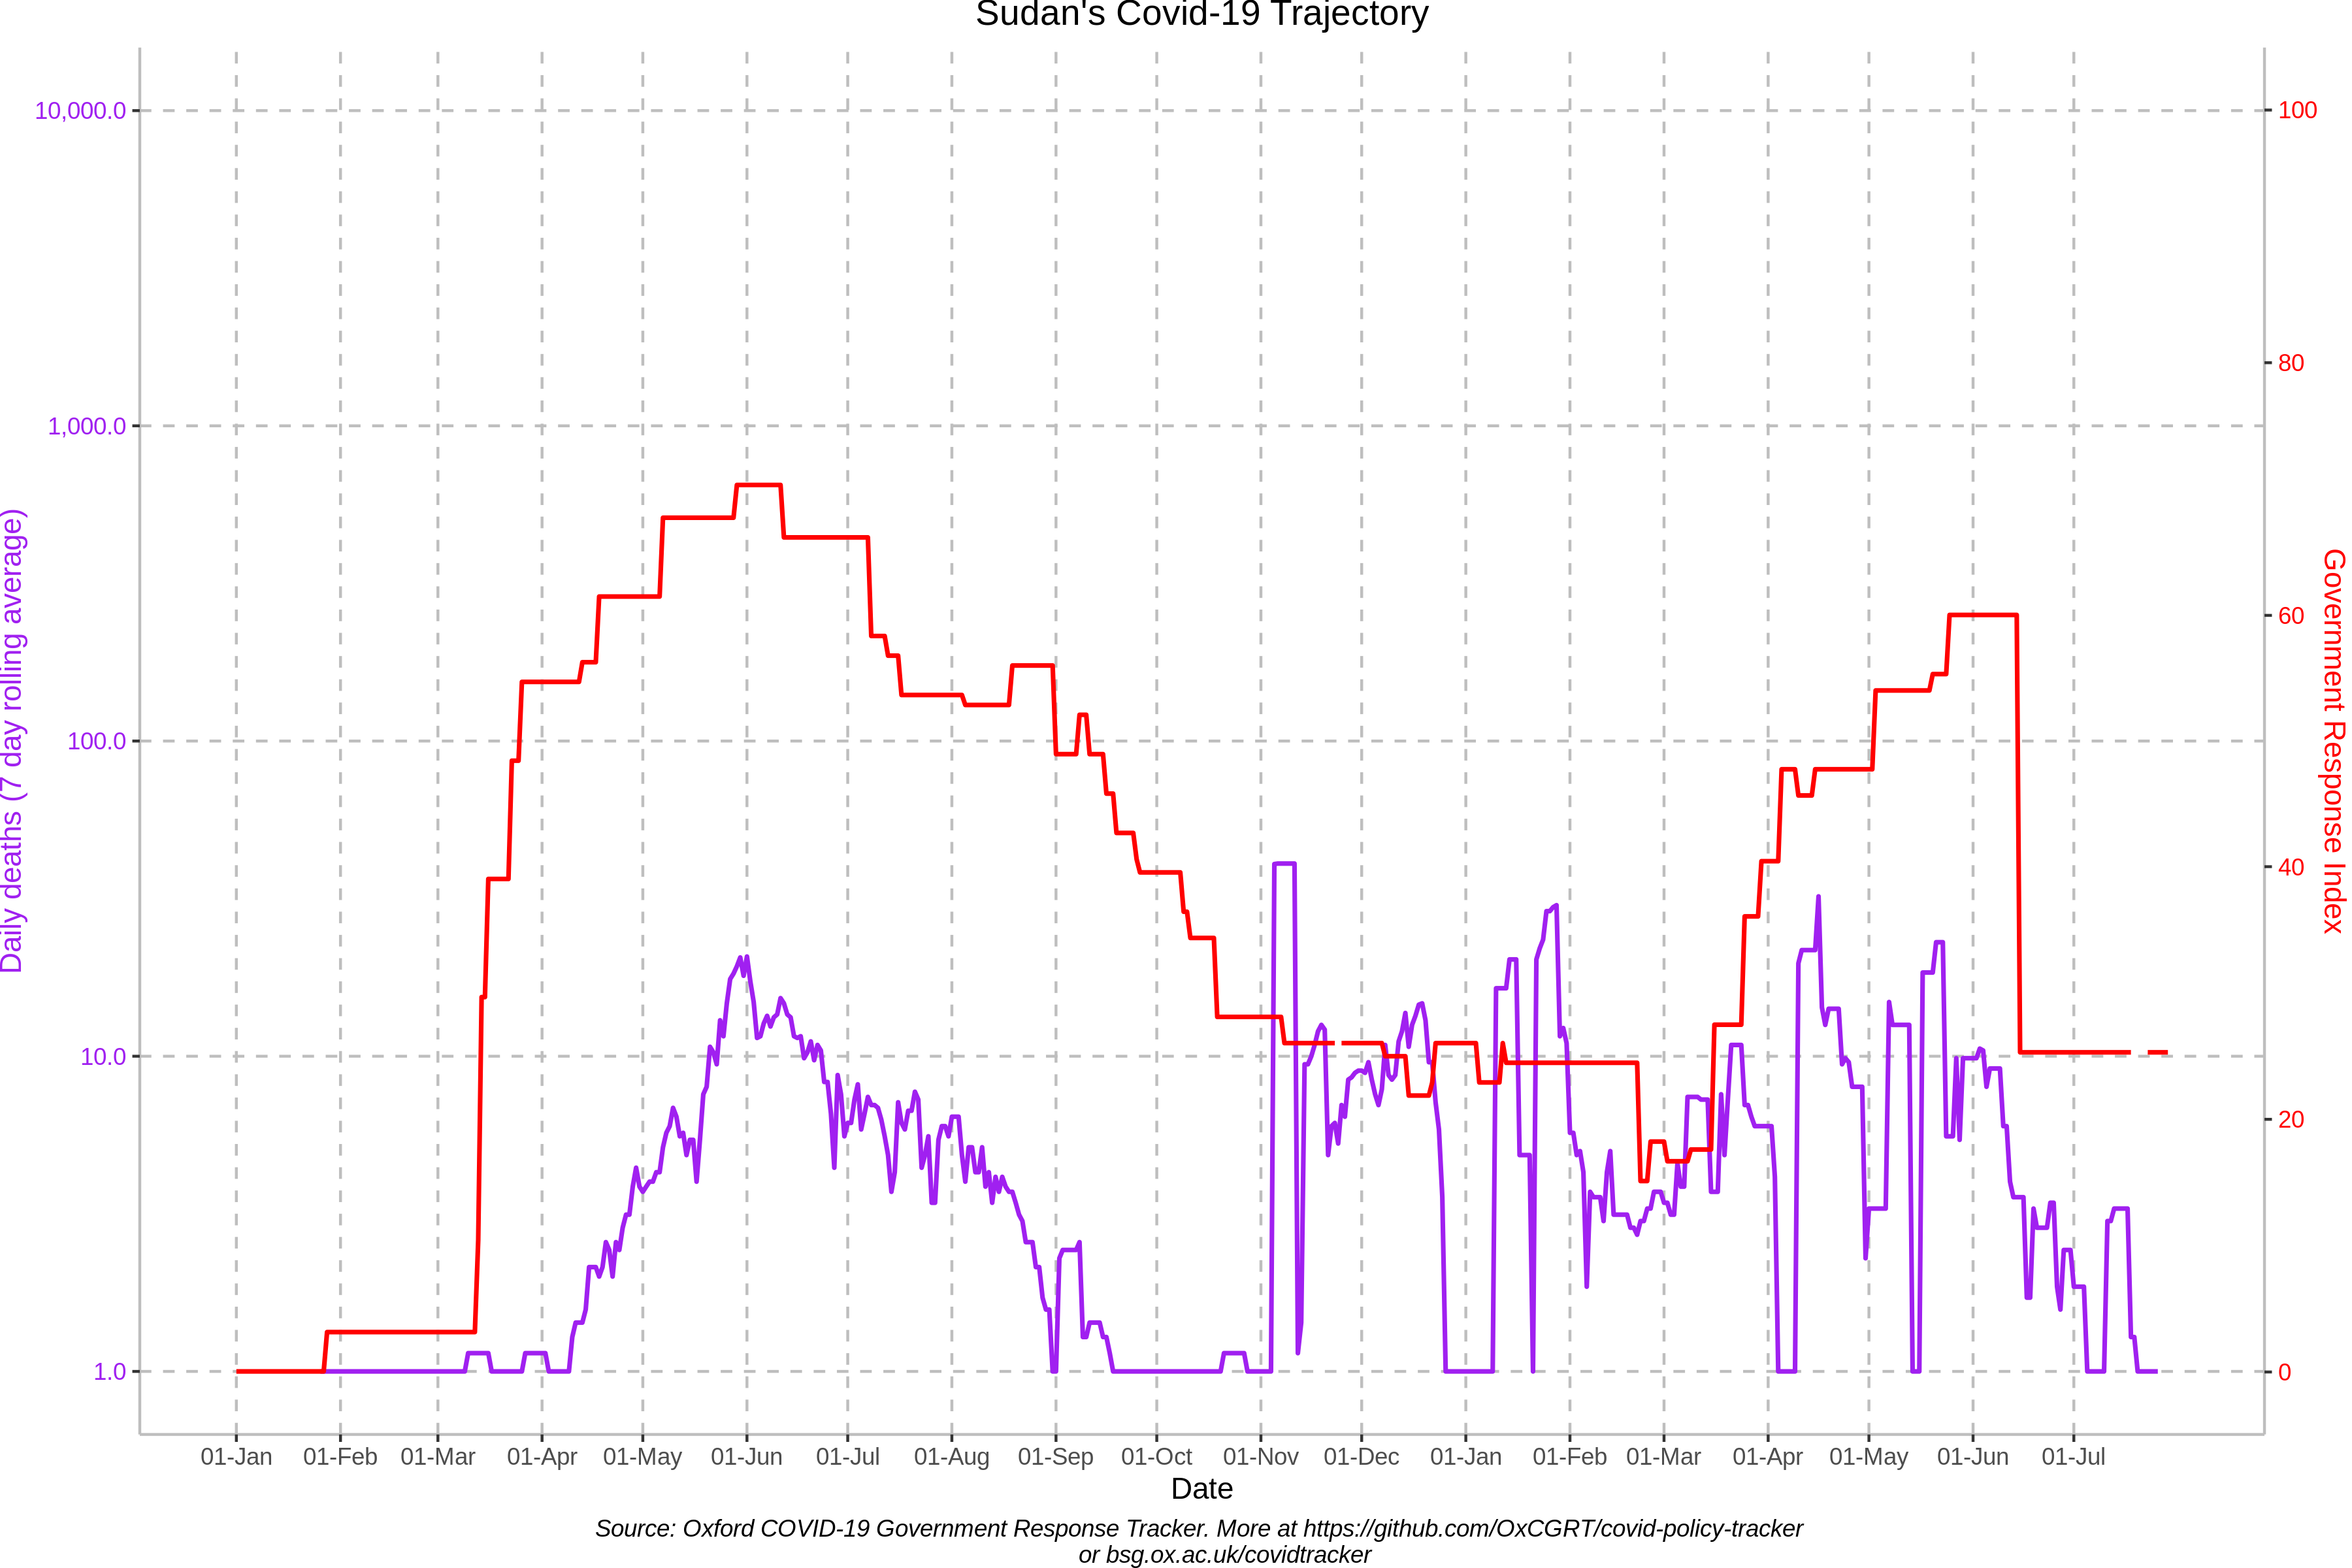 Sudan's Covid-19 Trajectory
10,000.0
1,000.0
100.0
10.0
1.0
Daily deaths (7 day rolling average)
100
80
60
40
20
0
Government Response Index
01-Jan 01-Feb 01-Mar 01-Apr 01-May 01-Jun 01-Jul 01-Aug 01-Sep 01-Oct 01-Nov 01-Dec 01-Jan 01-Feb 01-Mar 01-Apr 01-May 01-Jun 01-Jul
Date
Source: Oxford COVID-19 Government Response Tracker. More at https://github.com/OxCGRT/covid-policy-tracker
or bsg.ox.ac.uk/covidtracker